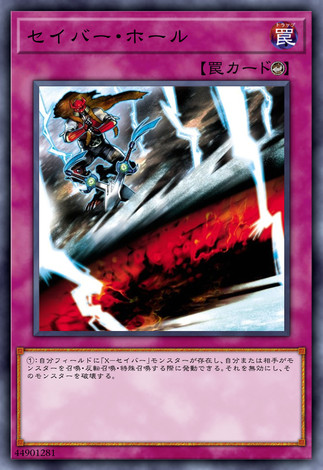 セイバー・ホール
トラップ
罠
【罠カード】
①:自分フィールドに「X-セイバー」モンスターが存在し、自分または相手がモ
ンスターを召喚・反転召喚・特殊召喚する際に発動できる。それを無効にし、そ
のモンスターを破壊する。
44901281